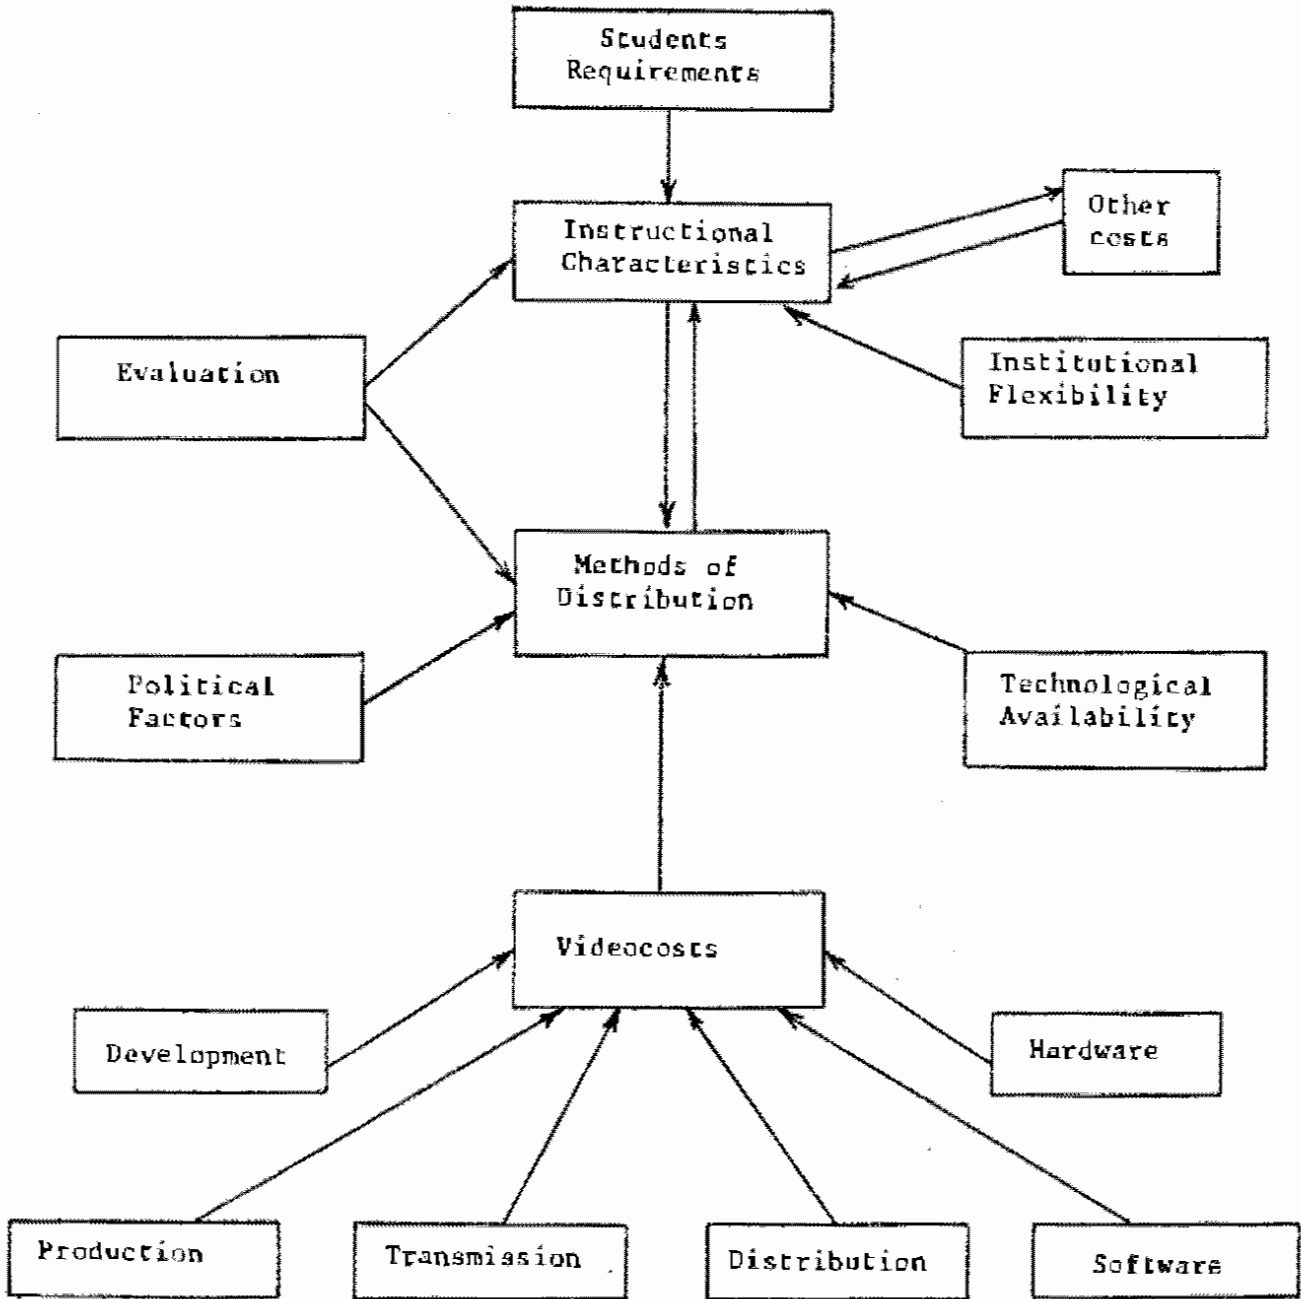 Students
Requirements
Instructional
Characteristics
Other
costs
Evaluation
Institutional
Flexibility
Methods of
Distribution
Political
Factors
Technological
Availability
Videocosts
Development
Hardware
Production
Transmission
Distribution
Software